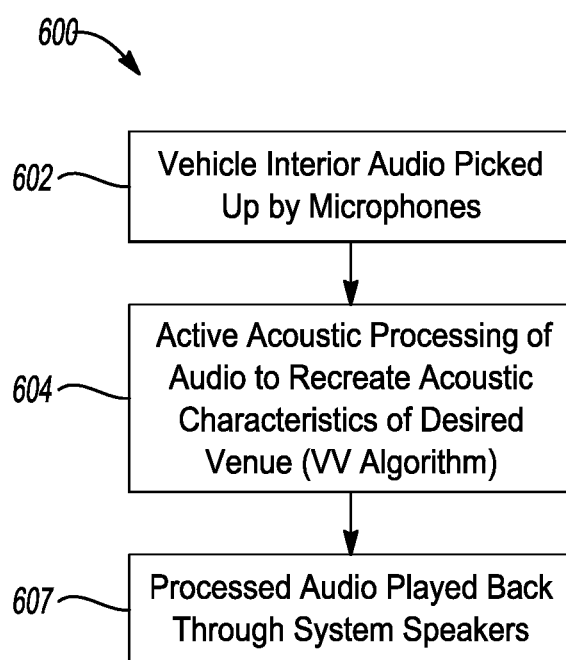 600
602
Vehicle Interior Audio Picked
Up by Microphones
604
Active Acoustic Processing of
Audio to Recreate Acoustic
Characteristics of Desired
Venue (VV Algorithm)
607
Processed Audio Played Back
Through System Speakers